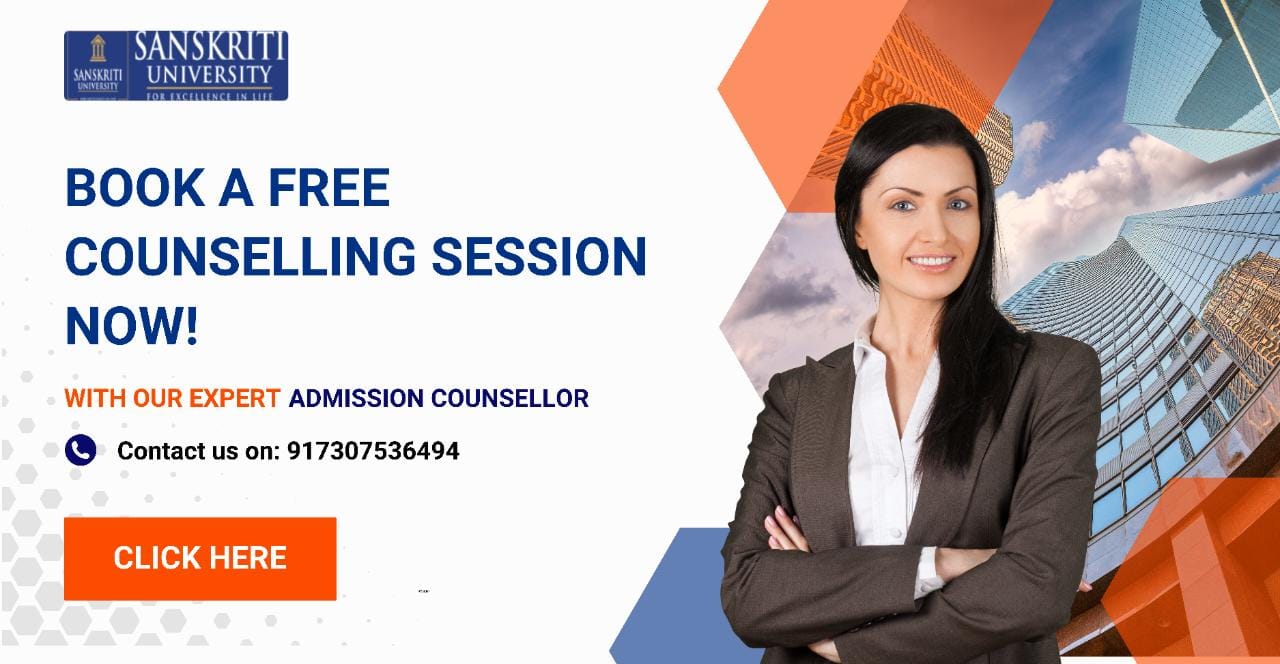 SANSKRITI
UNIVERSITY
SANSKRITI
UNIVERSITY
FOR EXCELLENCE IN LIFE
BOOK A FREE
COUNSELLING SESSION
NOW!
WITH OUR EXPERT ADMISSION COUNSELLOR
Contact us on: 917307536494
CLICK HERE